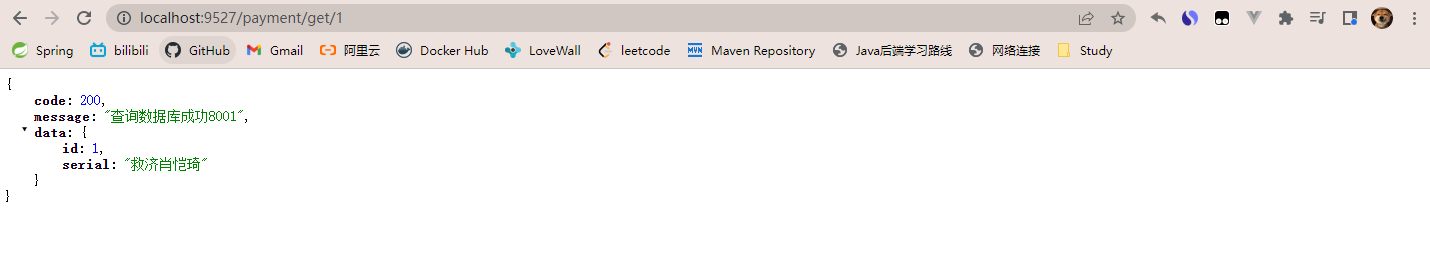 localhost:9527/payment/get/1
Spring bilibili GitHub Gmail 阿里云 Docker Hub LoveWall leetcode Maven Repository Java后端学习路线 网络连接 Study
{
code: 200,
message: "查询数据库成功8001",
data: {
id: 1,
serial: "救济肖恺琦"
}
}